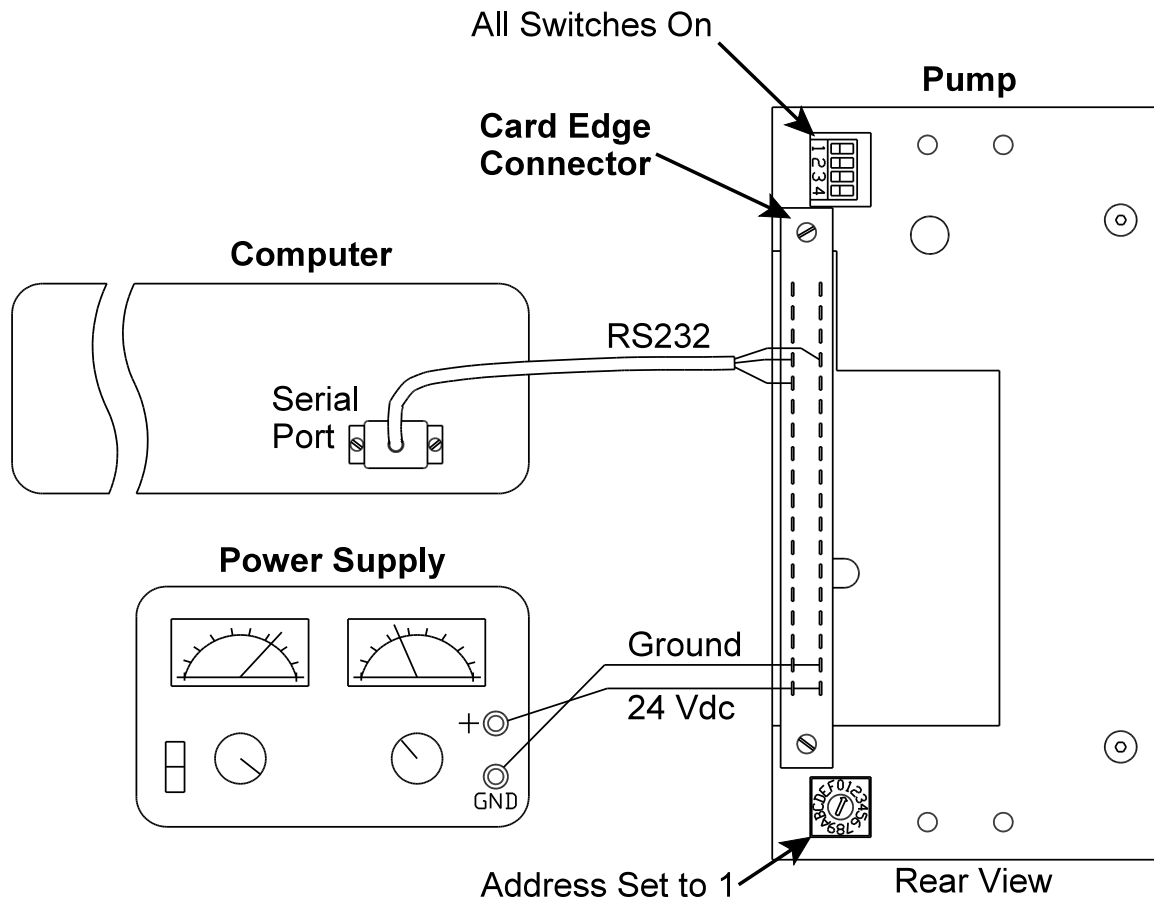 All Switches On
Pump
Card Edge
Connector
1
2
3
4
Computer
RS232
Serial
Port
Power Supply
Ground
24 Vdc
+
GND
0123456789ABCDEF
Address Set to 1
Rear View